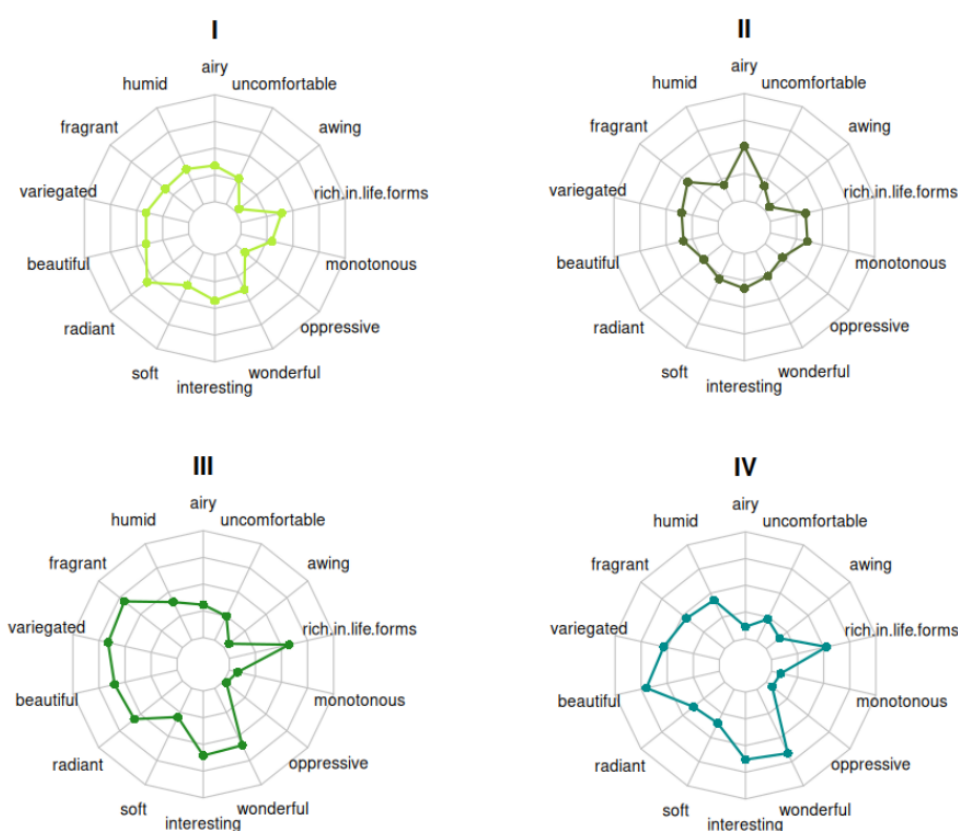 I
airy
humid
uncomfortable
fragrant
awing
variegated
rich.in.life.forms
beautiful
monotonous
radiant
oppressive
soft
wonderful
interesting
II
airy
humid
uncomfortable
fragrant
awing
variegated
rich.in.life.forms
beautiful
monotonous
radiant
oppressive
soft
wonderful
interesting
III
airy
humid
uncomfortable
fragrant
awing
variegated
rich.in.life.forms
beautiful
monotonous
radiant
oppressive
soft
wonderful
interesting
IV
airy
humid
uncomfortable
fragrant
awing
variegated
rich.in.life.forms
beautiful
monotonous
radiant
oppressive
soft
wonderful
interesting